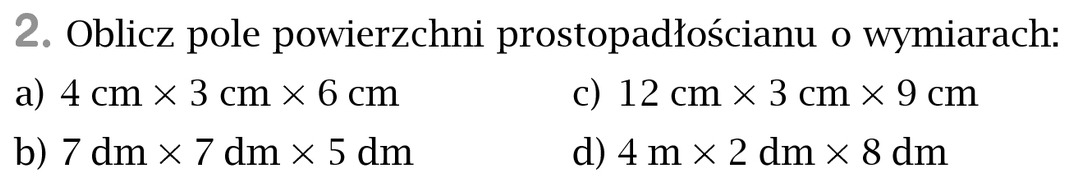 2. Oblicz pole powierzchni prostopadłościanu o wymiarach:
a) 4 cm × 3 cm × 6 cm
c) 12 cm × 3 cm × 9 cm
b) 7 dm × 7 dm × 5 dm
d) 4 m × 2 dm × 8 dm